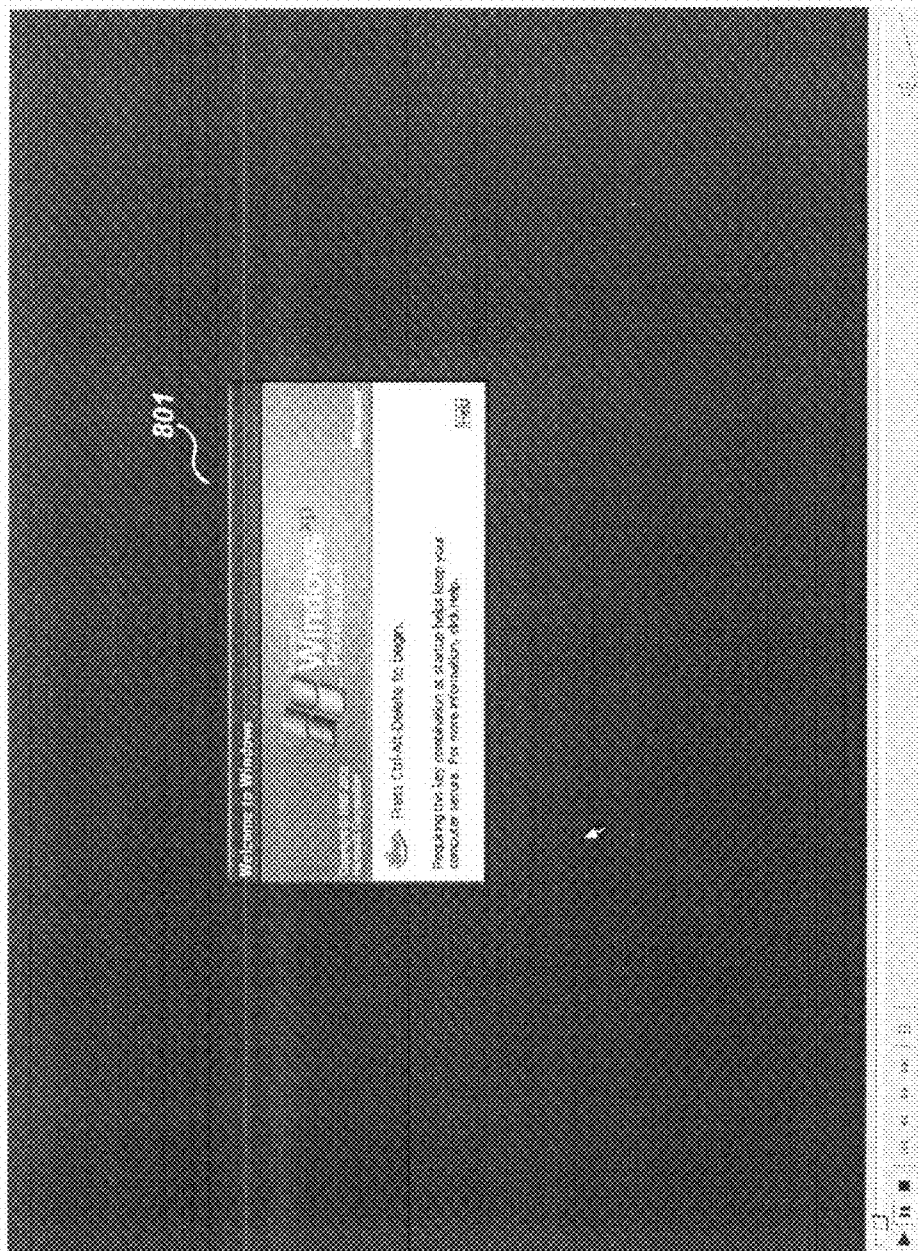 801
Welcome to Windows
Windows
Press Ctrl-Alt-Delete to begin.
Requiring this key combination at startup helps keep your
computer secure. For more information, click Help.
Help